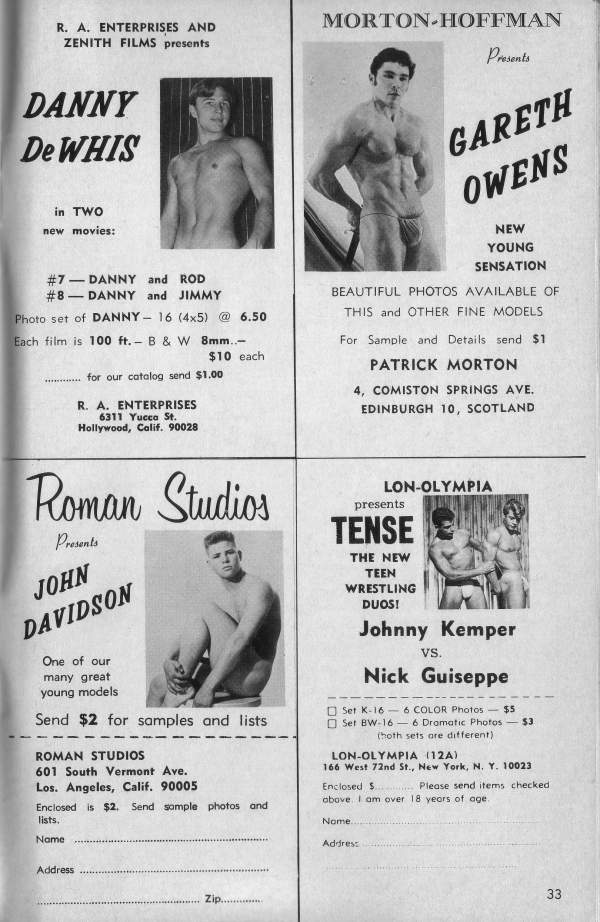 R. A. ENTERPRISES AND
ZENITH FILMS presents
DANNY
DeWHIS
in TWO
new movies:
#7 — DANNY and ROD
#8 — DANNY and JIMMY
Photo set of DANNY — 16 (4x5) @ 6.50
Each film is 100 ft. — B & W 8mm..—
$10 each
............ for our catalog send $1.00
R. A. ENTERPRISES
6311 Yucca St.
Hollywood, Calif. 90028
MORTON-HOFFMAN
Presents
GARETH
OWENS
NEW
YOUNG
SENSATION
BEAUTIFUL PHOTOS AVAILABLE OF
THIS and OTHER FINE MODELS
For Sample and Details send $1
PATRICK MORTON
4, COMISTON SPRINGS AVE.
EDINBURGH 10, SCOTLAND
Roman Studios
Presents
JOHN
DAVIDSON
One of our
many great
young models
Send $2 for samples and lists
ROMAN STUDIOS
601 South Vermont Ave.
Los Angeles, Calif. 90005
Enclosed is $2. Send sample photos and
lists.
Name
Address
Zip
LON-OLYMPIA
presents
TENSE
THE NEW
TEEN
WRESTLING
DUOS!
Johnny Kemper
VS.
Nick Guiseppe
Set K-16 — 6 COLOR Photos — $5
Set BW-16 — 6 Dramatic Photos — $3
(both sets are different)
LON-OLYMPIA (12A)
166 West 72nd St., New York, N. Y. 10023
Enclosed $............ Please send items checked
above. I am over 18 years of age.
Name
Address
33